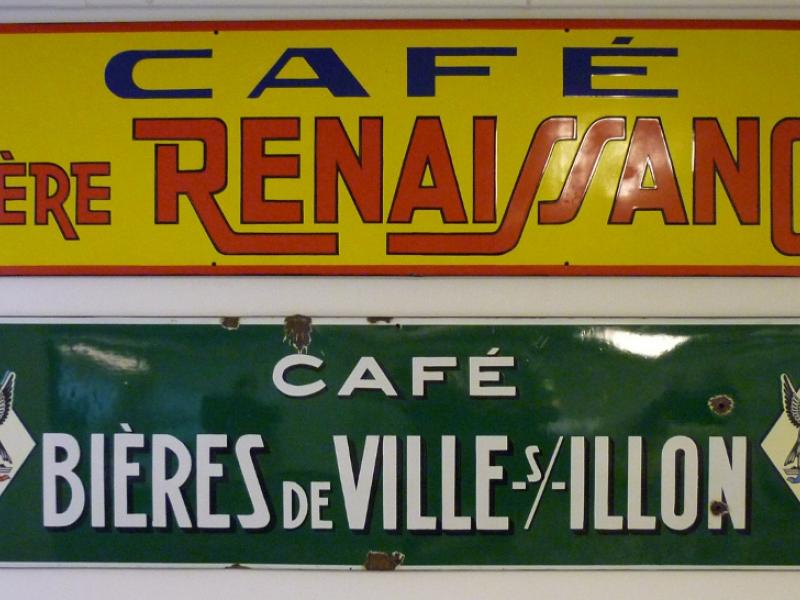 CAFÉ
ÈRE RENAISSANC
CAFÉ
BIÈRES DE VILLE-S/-ILLON